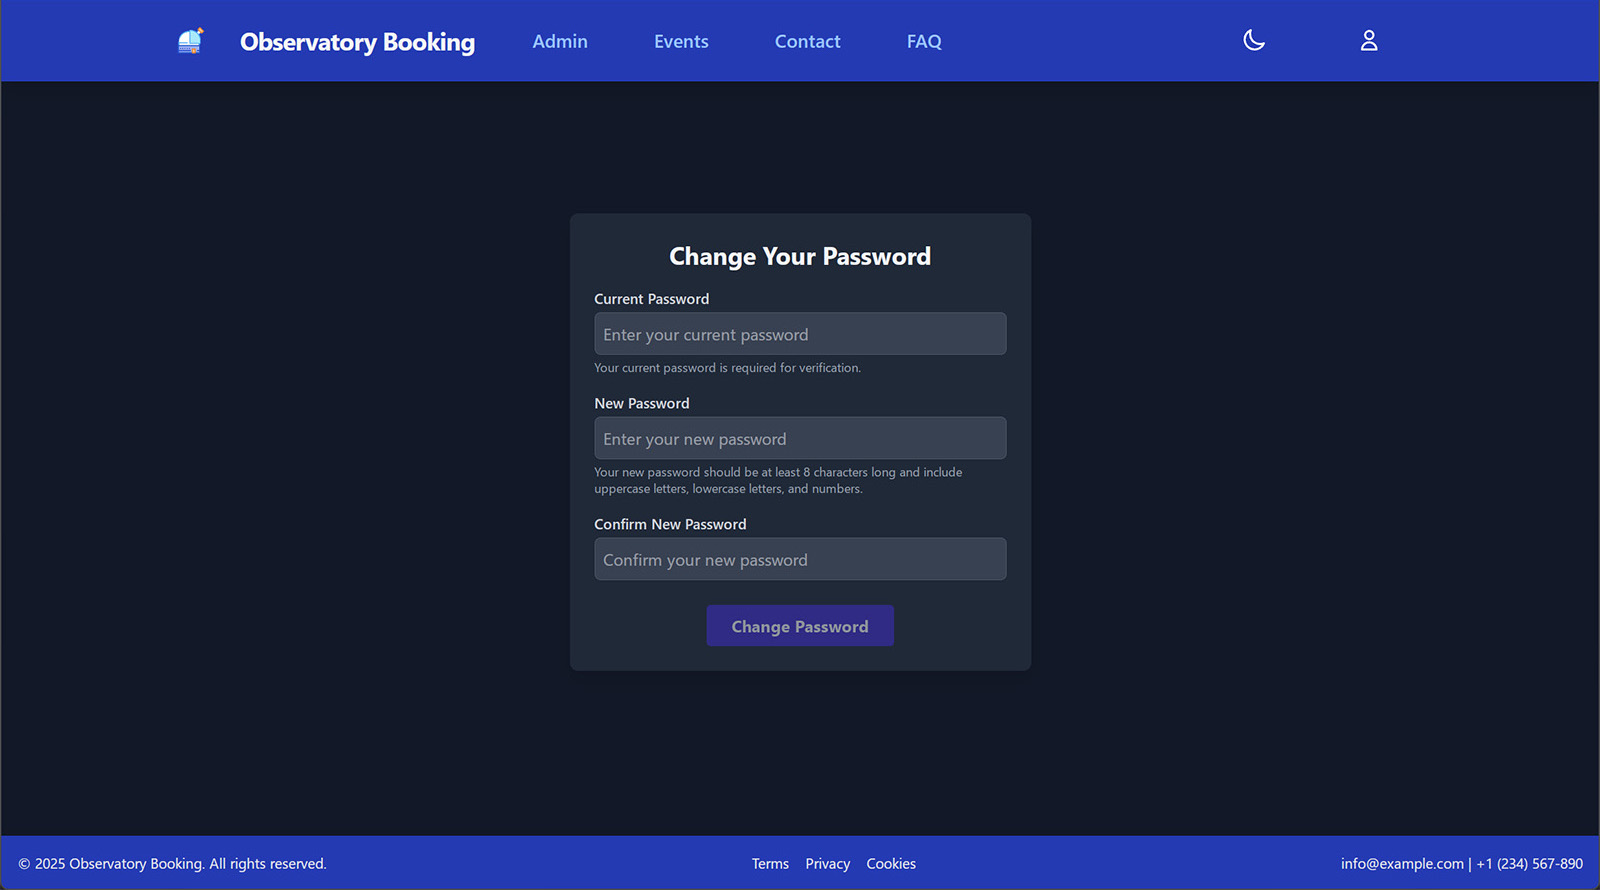 Observatory Booking
Admin
Events
Contact
FAQ
Change Your Password
Current Password
Enter your current password
Your current password is required for verification.
New Password
Enter your new password
Your new password should be at least 8 characters long and include
uppercase letters, lowercase letters, and numbers.
Confirm New Password
Confirm your new password
Change Password
© 2025 Observatory Booking. All rights reserved.
Terms
Privacy
Cookies
info@example.com | +1 (234) 567-890